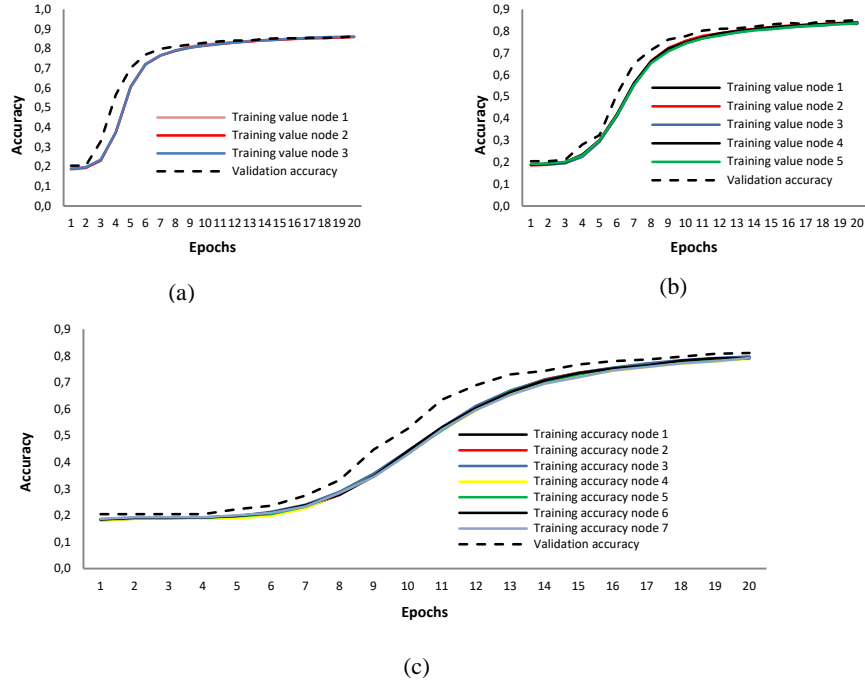 1,0
0,9
0,8
0,7
0,6
0,5
0,4
0,3
0,2
0,1
0,0
Accuracy
Training value node 1
Training value node 2
Training value node 3
Validation accuracy
1 2 3 4 5 6 7 8 9 10 11 12 13 14 15 16 17 18 19 20
Epochs
(a)
0,9
0,8
0,7
0,6
0,5
0,4
0,3
0,2
0,1
0,0
Accuracy
Training value node 1
Training value node 2
Training value node 3
Training value node 4
Training value node 5
Validation accuracy
1 2 3 4 5 6 7 8 9 10 11 12 13 14 15 16 17 18 19 20
Epochs
(b)
0,9
0,8
0,7
0,6
0,5
0,4
0,3
0,2
0,1
0,0
Accuracy
Training accuracy node 1
Training accuracy node 2
Training accuracy node 3
Training accuracy node 4
Training accuracy node 5
Training accuracy node 6
Training accuracy node 7
Validation accuracy
1 2 3 4 5 6 7 8 9 10 11 12 13 14 15 16 17 18 19 20
Epochs
(c)